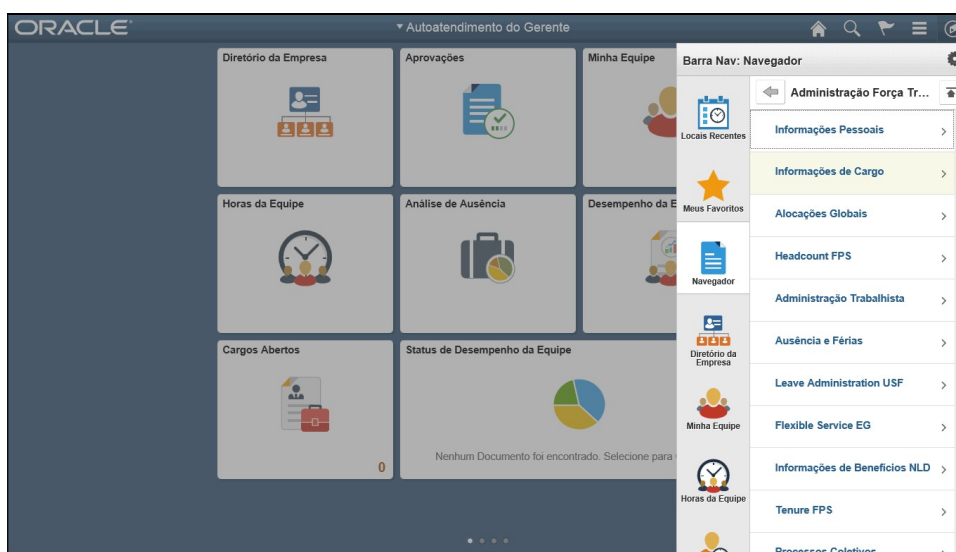 ORACLE
Autoatendimento do Gerente
Diretório da Empresa
Aprovações
Minha Equipe
Horas da Equipe
Análise de Ausência
Desempenho da E
Cargos Abertos
0
Status de Desempenho da Equipe
Nenhum Documento foi encontrado. Selecione para
Barra Nav: Navegador
Locais Recentes
Meus Favoritos
Navegador
Diretório da
Empresa
Minha Equipe
Horas da Equipe
Administração Força Tr...
Informações Pessoais
Informações de Cargo
Alocações Globais
Headcount FPS
Administração Trabalhista
Ausência e Férias
Leave Administration USF
Flexible Service EG
Informações de Benefícios NLD
Tenure FPS
Processos Coletivos